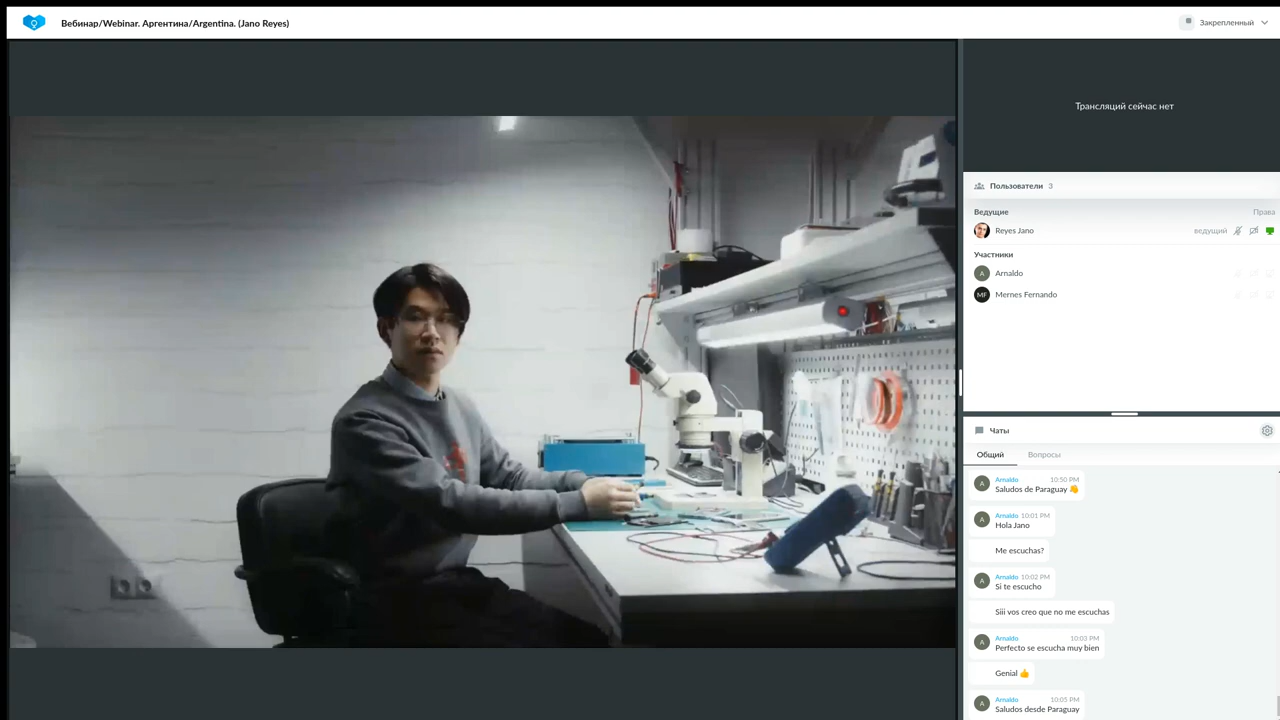 Вебинар/Webinar. Аргентина/Argentina. (Jano Reyes)
Закрепленный
Трансляций сейчас нет
Пользователи 3
Ведущие Права
Reyes Jano ведущий
Участники
A Arnaldo
MF Mernes Fernando
Чаты
Общий Вопросы
Arnaldo 10:50 PM
A Saludos de Paraguay 👋
Arnaldo 10:01 PM
A Hola Jano
Me escuchas?
Arnaldo 10:02 PM
A Si te escucho
Siii vos creo que no me escuchas
Arnaldo 10:03 PM
A Perfecto se escucha muy bien
Genial 👍
Arnaldo 10:05 PM
A Saludos desde Paraguay